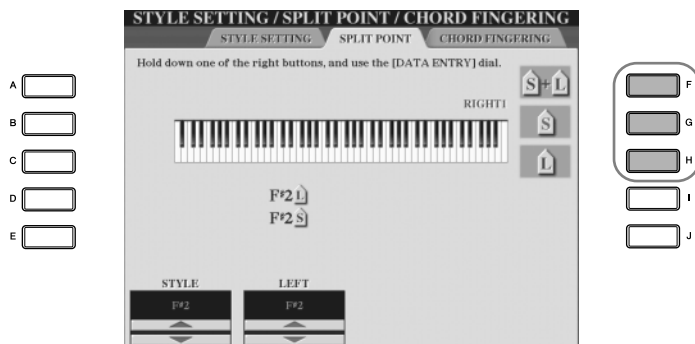 STYLE SETTING / SPLIT POINT / CHORD FINGERING
STYLE SETTING SPLIT POINT CHORD FINGERING
Hold down one of the right buttons, and use the [DATA ENTRY] dial.
S+L
A
F
RIGHT1
B
S
G
C
L
H
D
F♯2 L
I
F♯2 S
E
J
STYLE LEFT
F♯2 F♯2